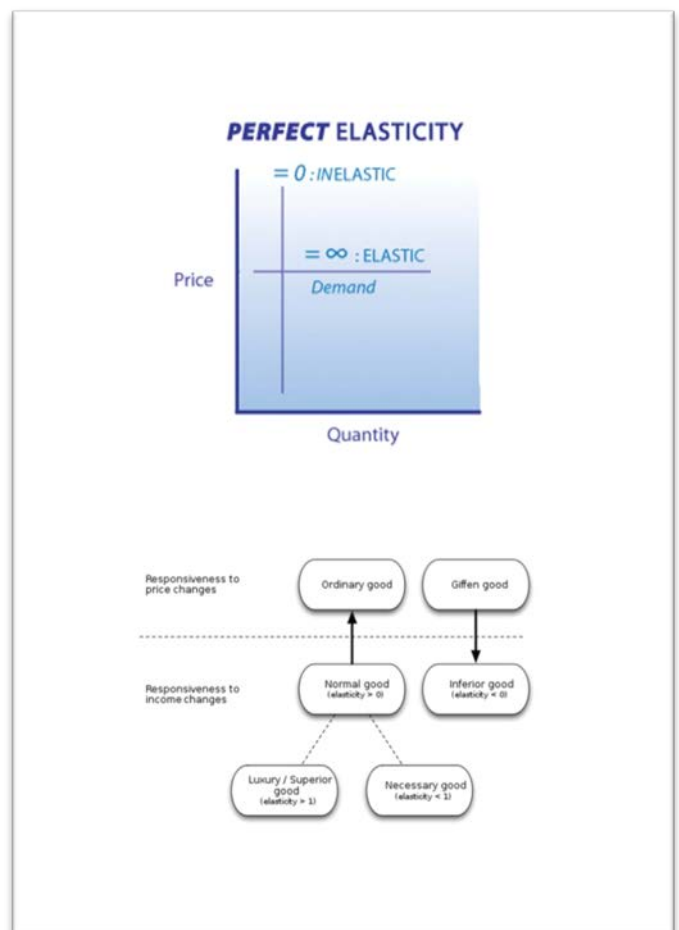 PERFECT ELASTICITY
= 0 : INELASTIC
= ∞ : ELASTIC
Demand
Price
Quantity
Responsiveness to
price changes
Ordinary good
Giffen good
Responsiveness to
income changes
Normal good
(elasticity > 0)
Inferior good
(elasticity < 0)
Luxury / Superior
good
(elasticity > 1)
Necessary good
(elasticity < 1)